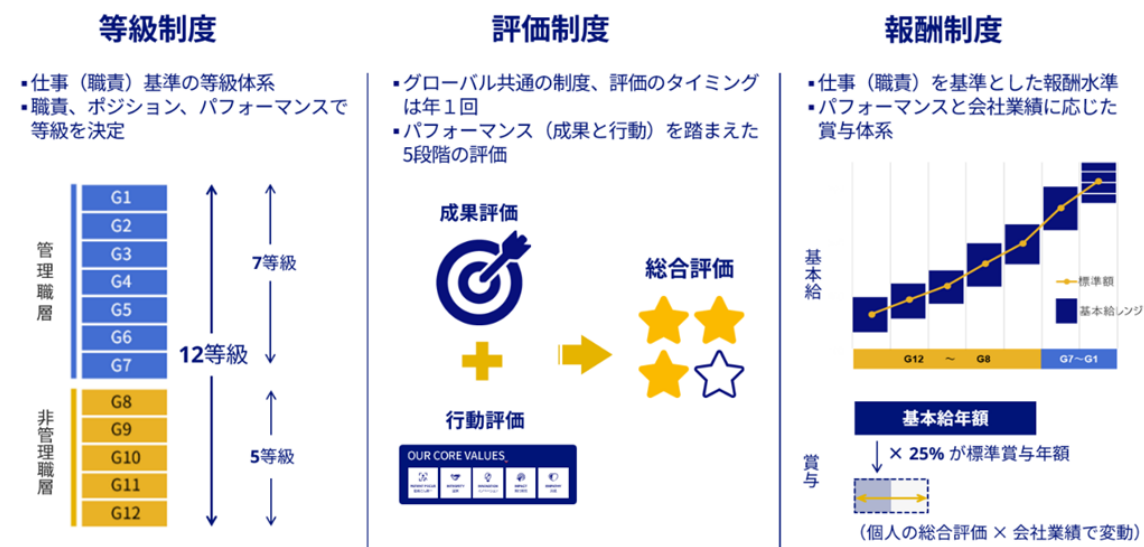 等級制度
▪仕事（職責）基準の等級体系
▪職責、ポジション、パフォーマンスで
等級を決定
管理職層
G1
G2
G3
G4
G5
G6
G7
非管理職層
G8
G9
G10
G11
G12
12等級
7等級
5等級
評価制度
▪グローバル共通の制度、評価のタイミング
は年１回
▪パフォーマンス（成果と行動）を踏まえた
5段階の評価
成果評価
総合評価
行動評価
OUR CORE VALUES
PATIENT FOCUS
INTEGRITY
INNOVATION
IMPACT
報酬制度
▪仕事（職責）を基準とした報酬水準
▪パフォーマンスと会社業績に応じた
賞与体系
基本給
標準額
基本給レンジ
G12 ～ G8
G7～G1
賞与
基本給年額
× 25% が標準賞与年額
（個人の総合評価 × 会社業績で変動）